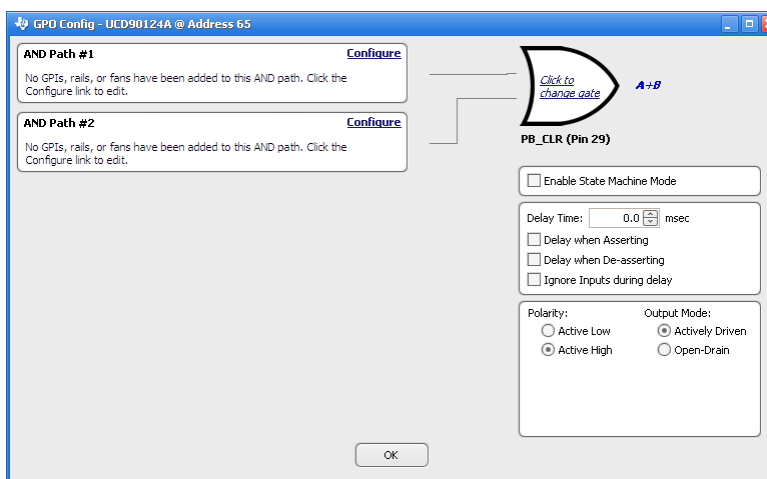 GPO Config - UCD90124A @ Address 65
AND Path #1 Configure
No GPIs, rails, or fans have been added to this AND path. Click the
Configure link to edit.
AND Path #2 Configure
No GPIs, rails, or fans have been added to this AND path. Click the
Configure link to edit.
Click to
change gate
A+B
PB_CLR (Pin 29)
Enable State Machine Mode
Delay Time: 0.0 msec
Delay when Asserting
Delay when De-asserting
Ignore Inputs during delay
Polarity: Output Mode:
Active Low Actively Driven
Active High Open-Drain
OK